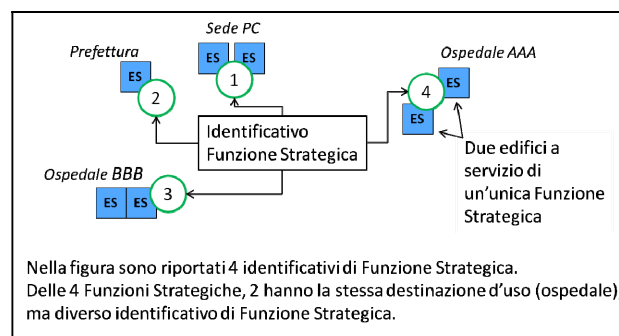 Sede PC
Prefettura
Ospedale AAA
ES
ES
ES
ES
1
4
2
ES
Identificativo
Funzione Strategica
Due edifici a
servizio di
un'unica Funzione
Strategica
Ospedale BBB
3
ES
ES
Nella figura sono riportati 4 identificativi di Funzione Strategica.
Delle 4 Funzioni Strategiche, 2 hanno la stessa destinazione d'uso (ospedale),
ma diverso identificativo di Funzione Strategica.